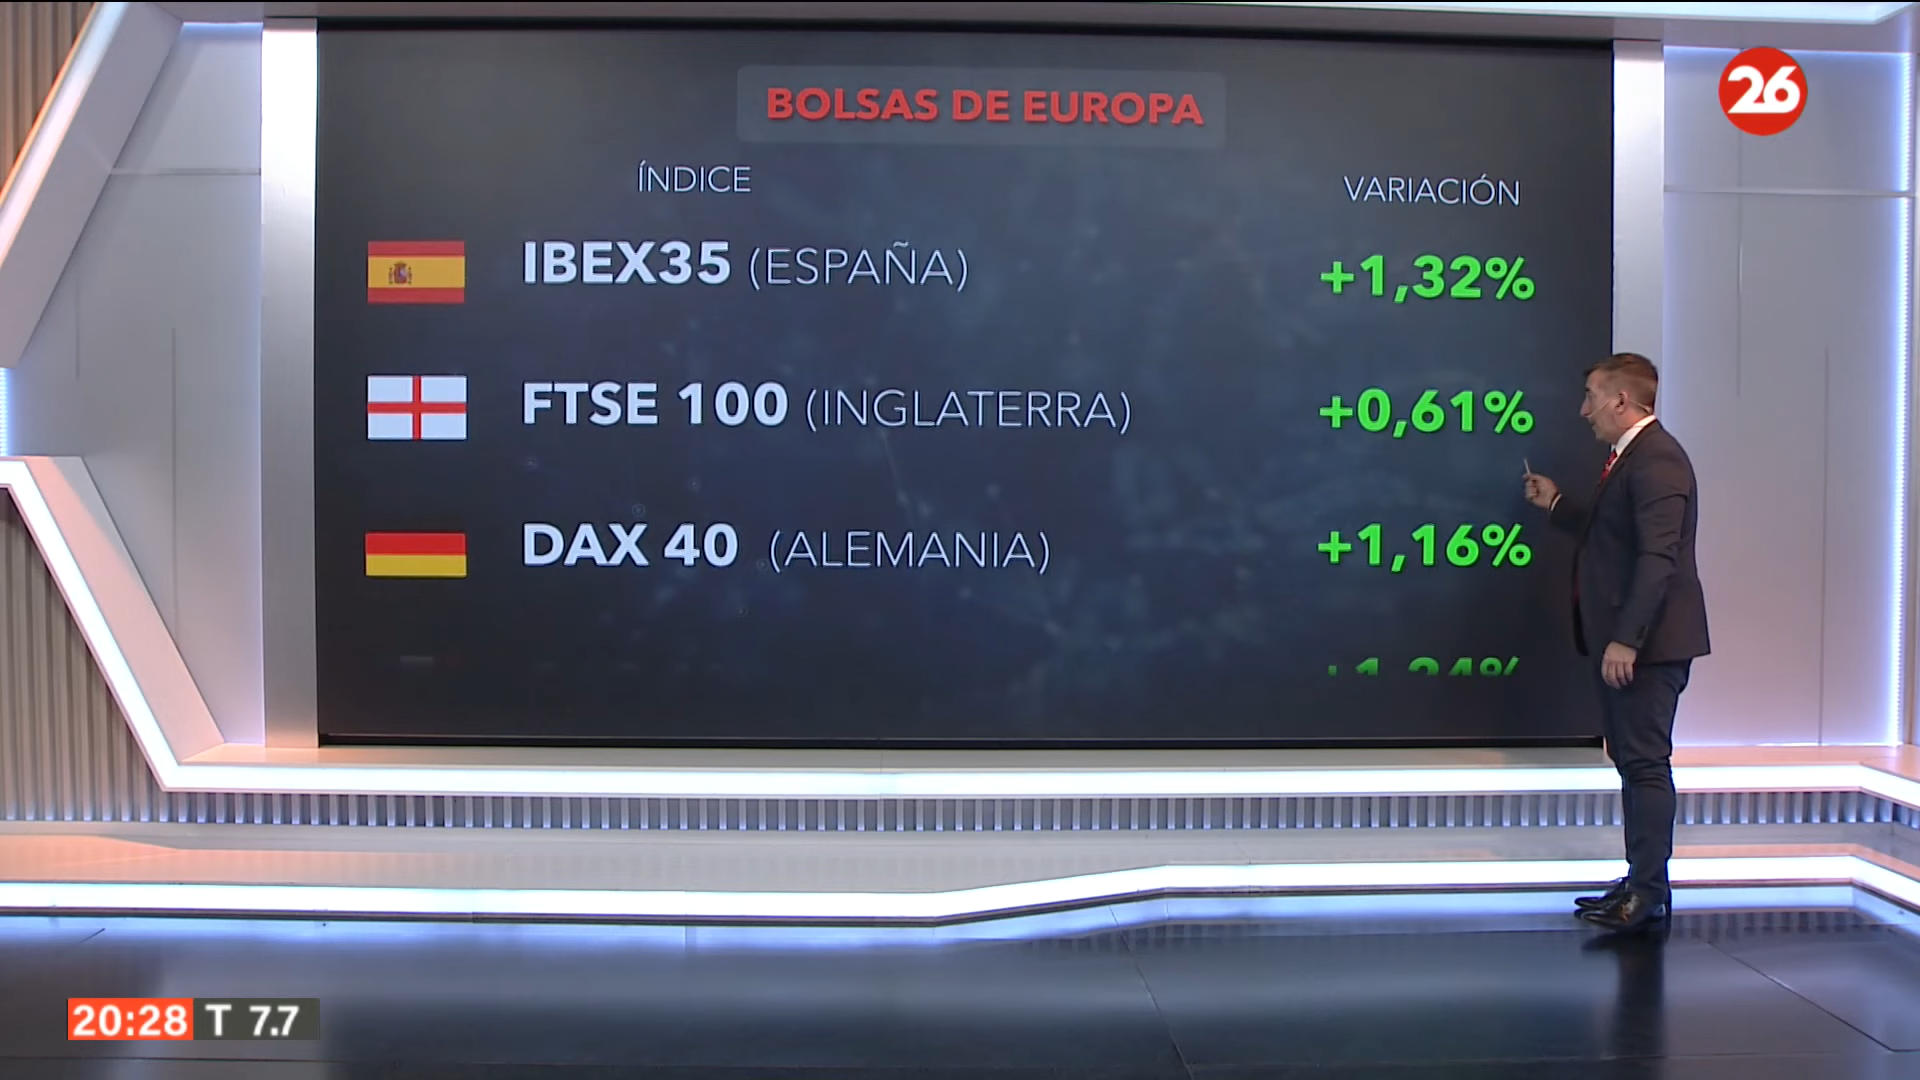 BOLSAS DE EUROPA
26
ÍNDICE VARIACIÓN
IBEX35 (ESPAÑA) +1,32%
FTSE 100 (INGLATERRA) +0,61%
DAX 40 (ALEMANIA) +1,16%
20:28 T 7.7